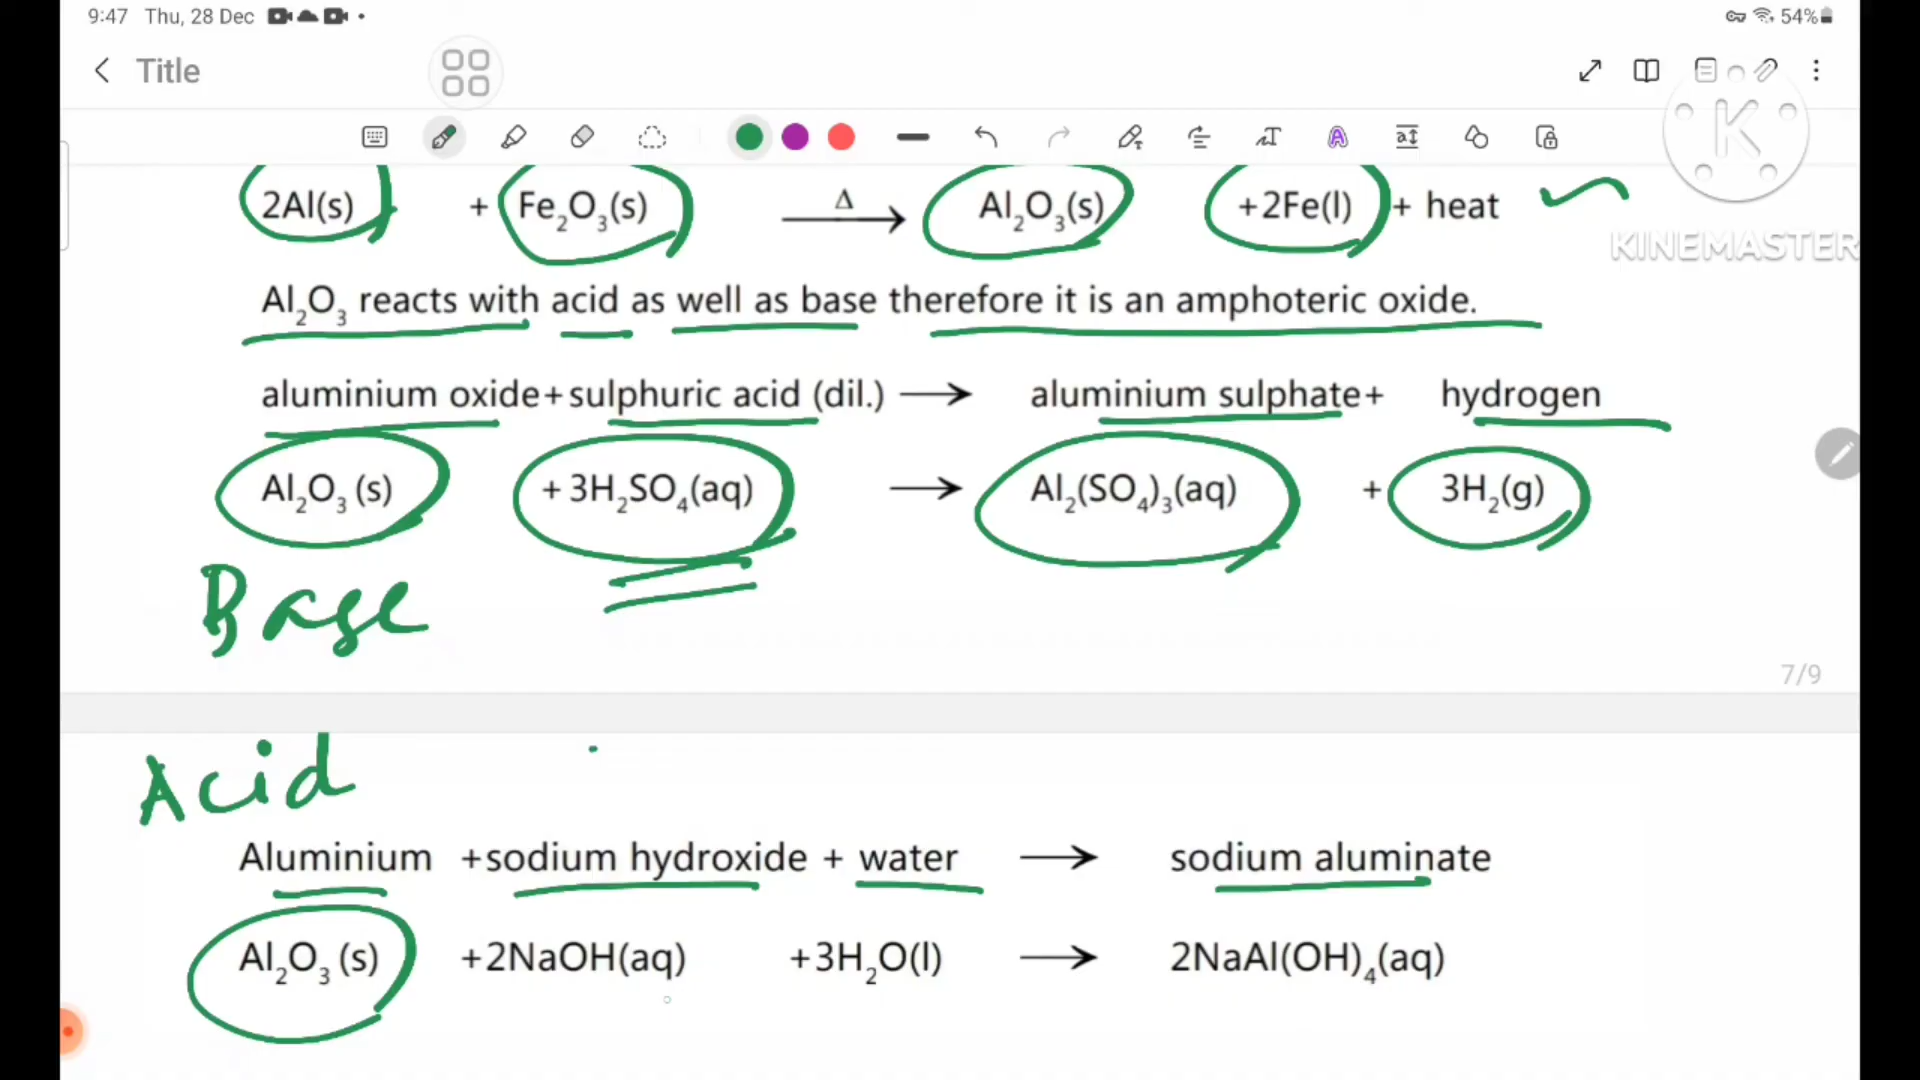 9:47 Thu, 28 Dec
54%
Title
K
KINEMASTER
2Al(s) + Fe₂O₃(s) Δ → Al₂O₃(s) +2Fe(l) + heat
Al₂O₃ reacts with acid as well as base therefore it is an amphoteric oxide.
aluminium oxide+sulphuric acid (dil.) → aluminium sulphate+ hydrogen
Al₂O₃ (s) + 3H₂SO₄(aq) → Al₂(SO₄)₃(aq) + 3H₂(g)
Base
7/9
Acid
Aluminium +sodium hydroxide + water → sodium aluminate
Al₂O₃ (s) +2NaOH(aq) +3H₂O(l) → 2NaAl(OH)₄(aq)